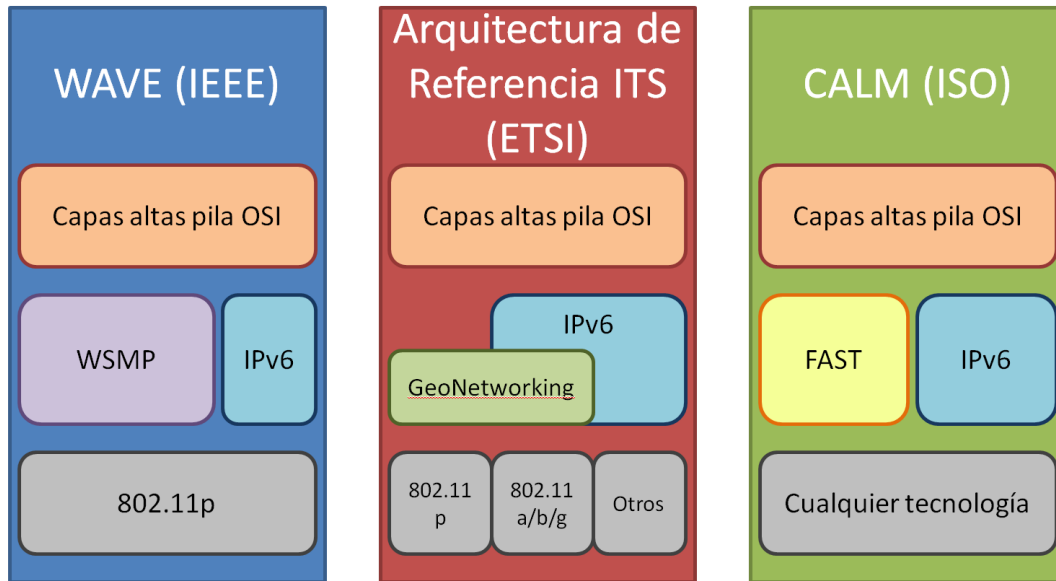 WAVE (IEEE)
Capas altas pila OSI
WSMP
IPv6
802.11p
Arquitectura de
Referencia ITS
(ETSI)
Capas altas pila OSI
IPv6
GeoNetworking
802.11
p
802.11
a/b/g
Otros
CALM (ISO)
Capas altas pila OSI
FAST
IPv6
Cualquier tecnología